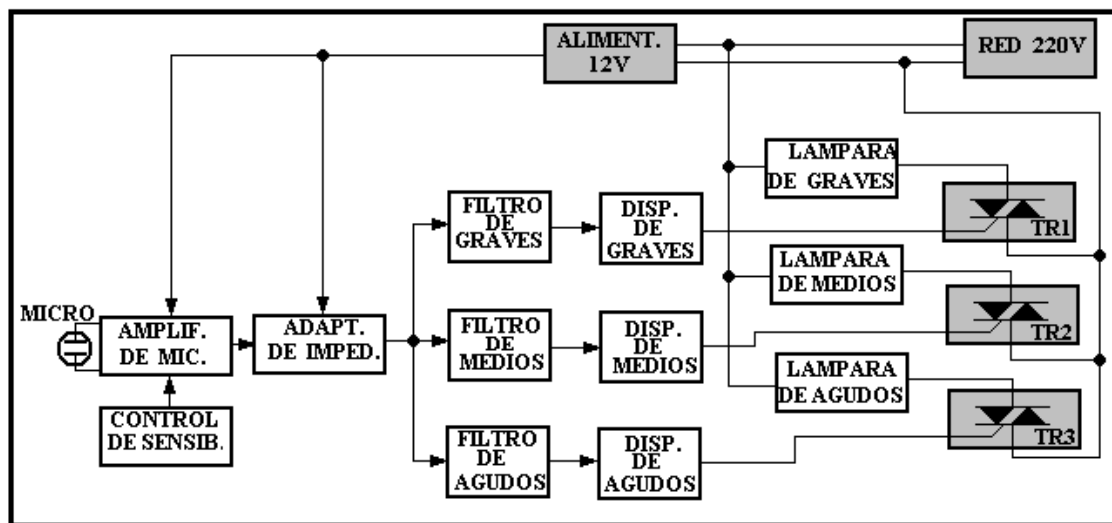 ALIMENT.
12V
RED 220V
LAMPARA
DE GRAVES
FILTRO
DE
GRAVES
DISP.
DE
GRAVES
TR1
LAMPARA
DE MEDIOS
MICRO
AMPLIF.
DE MIC.
ADAPT.
DE IMPED.
FILTRO
DE
MEDIOS
DISP.
DE
MEDIOS
TR2
LAMPARA
DE AGUDOS
CONTROL
DE SENSIB.
FILTRO
DE
AGUDOS
DISP.
DE
AGUDOS
TR3